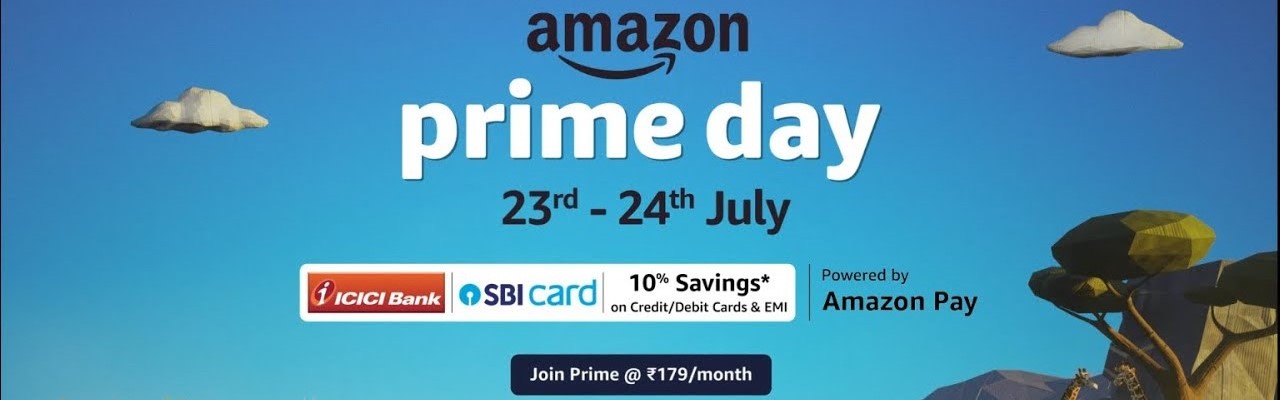 amazon
prime day
23rd - 24th July
ICICI Bank
SBI card
10% Savings*
on Credit/Debit Cards & EMI
Powered by
Amazon Pay
Join Prime @ ₹179/month